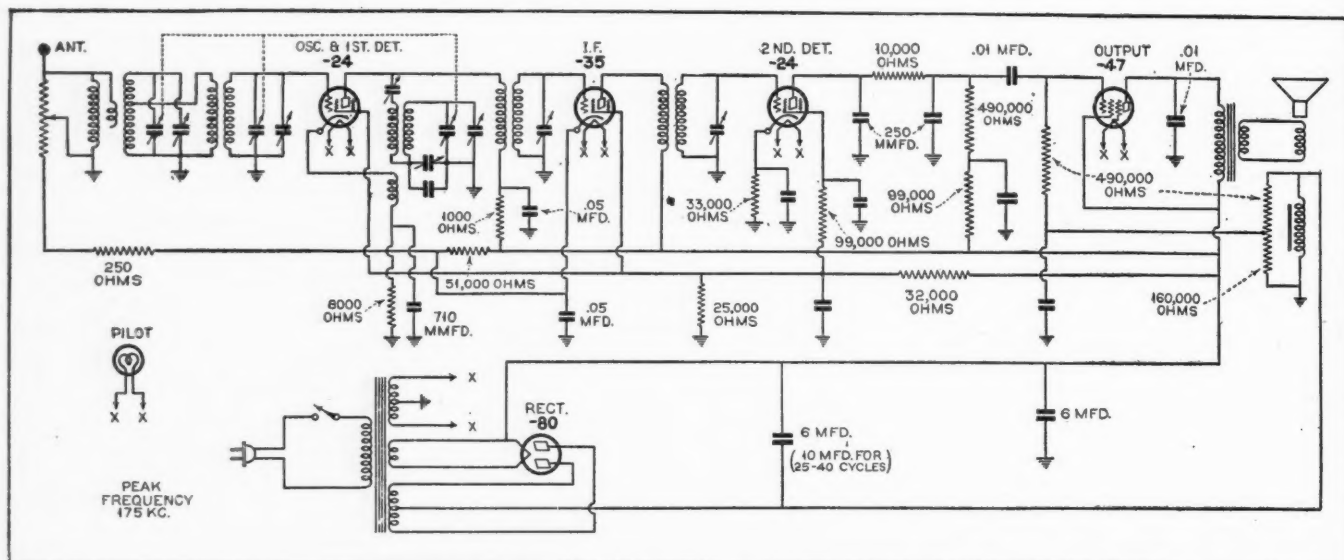 ANT.
OSC. & 1ST. DET.
-24
I.F.
-35
2ND. DET.
-24
10,000
OHMS
.01 MFD.
OUTPUT
-47
.01
MFD.
X X
X X
X X
X X
250
MMFD.
490,000
OHMS
490,000
OHMS
1000
OHMS
.05
MFD.
33,000
OHMS
99,000 OHMS
99,000
OHMS
250
OHMS
51,000 OHMS
8000
OHMS
710
MMFD.
.05
MFD.
25,000
OHMS
32,000
OHMS
160,000
OHMS
PILOT
X X
X
X
RECT.
-80
6 MFD.
(10 MFD. FOR
25-40 CYCLES)
6 MFD.
PEAK
FREQUENCY
175 KC.